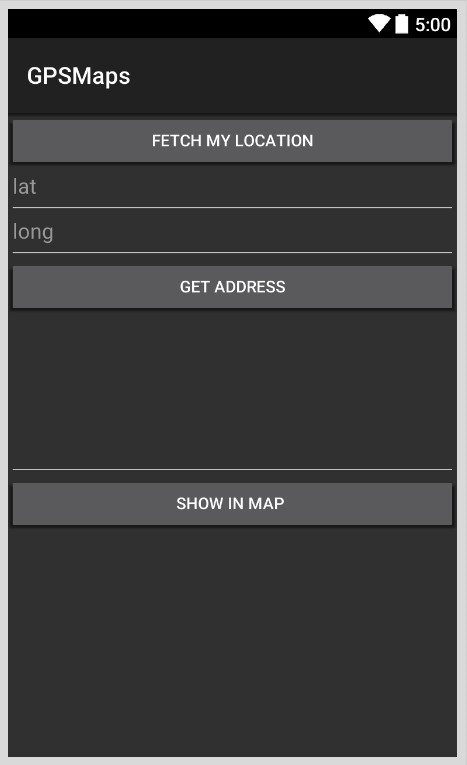 5:00
GPSMaps
FETCH MY LOCATION
lat
long
GET ADDRESS
SHOW IN MAP